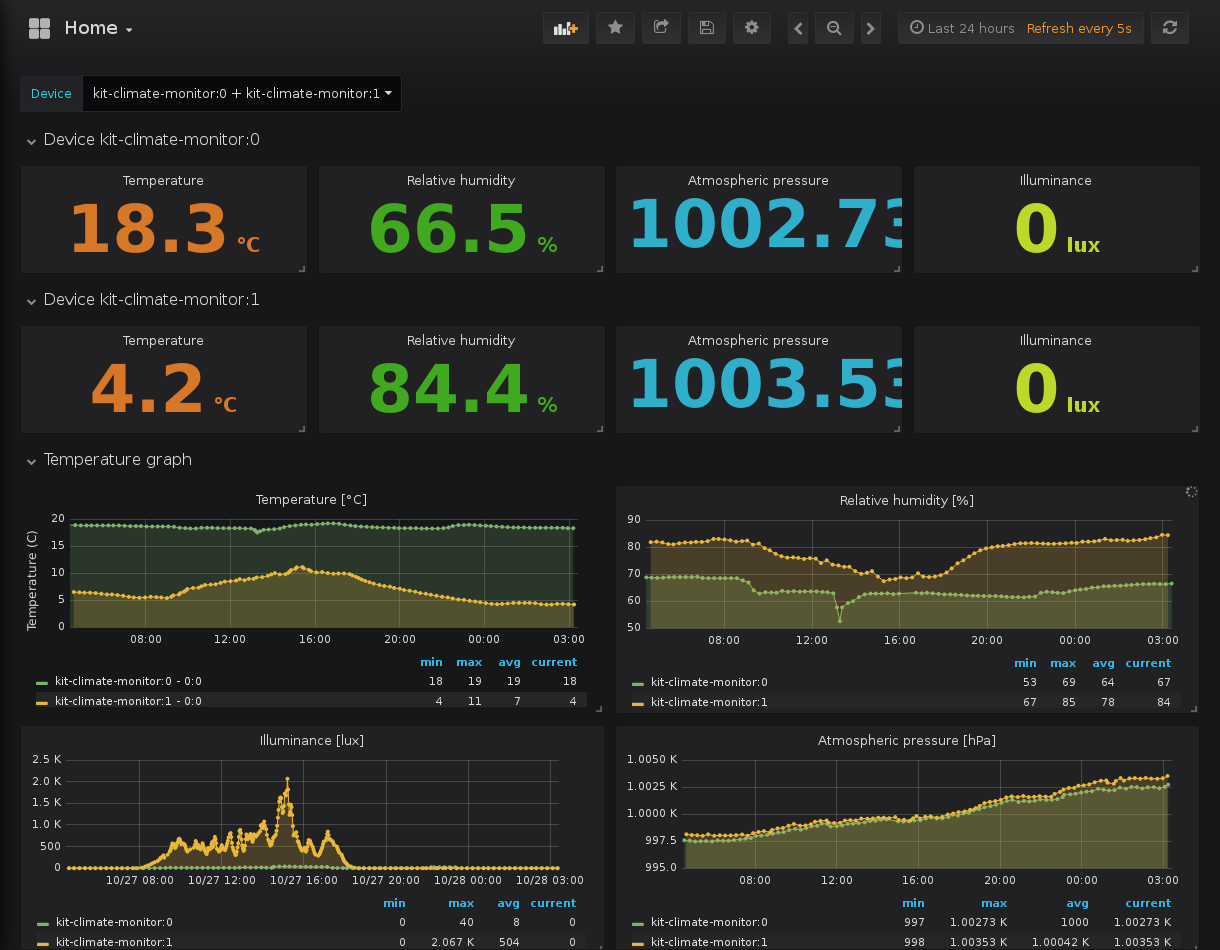 Home
Last 24 hours Refresh every 5s
Device kit-climate-monitor:0 + kit-climate-monitor:1
Device kit-climate-monitor:0
Temperature Relative humidity Atmospheric pressure Illuminance
18.3 °C 66.5 % 1002.73 0 lux
Device kit-climate-monitor:1
Temperature Relative humidity Atmospheric pressure Illuminance
4.2 °C 84.4 % 1003.53 0 lux
Temperature graph
Temperature [°C]
Temperature (C)
20
15
10
5
0
08:00 12:00 16:00 20:00 00:00 03:00
min max avg current
kit-climate-monitor:0 - 0:0 18 19 19 18
kit-climate-monitor:1 - 0:0 4 11 7 4
Relative humidity [%]
90
80
70
60
50
08:00 12:00 16:00 20:00 00:00 03:00
min max avg current
kit-climate-monitor:0 53 69 64 67
kit-climate-monitor:1 67 85 78 84
Illuminance [lux]
2.5 K
2.0 K
1.5 K
1.0 K
500
0
10/27 08:00 10/27 12:00 10/27 16:00 10/27 20:00 10/28 00:00 10/28 03:00
min max avg current
kit-climate-monitor:0 0 40 8 0
kit-climate-monitor:1 0 2.067 K 504 0
Atmospheric pressure [hPa]
1.0050 K
1.0025 K
1.0000 K
997.5
995.0
08:00 12:00 16:00 20:00 00:00 03:00
min max avg current
kit-climate-monitor:0 997 1.00273 K 1000 1.00273 K
kit-climate-monitor:1 998 1.00353 K 1.00042 K 1.00353 K